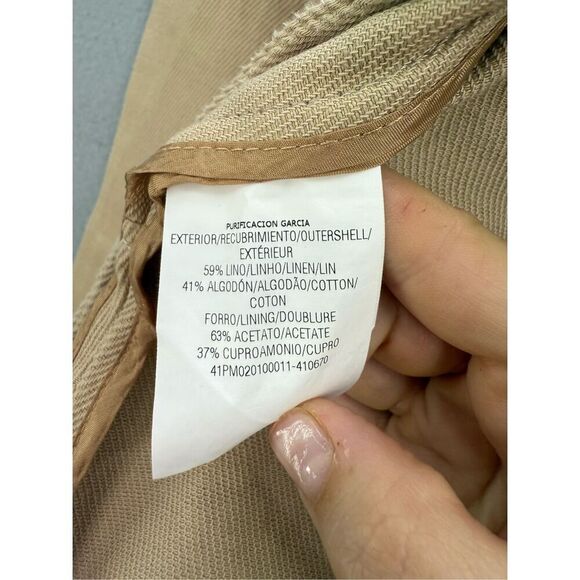 PURIFICACION GARCIA
EXTERIOR/RECUBRIMIENTO/OUTERSHELL/
EXTÉRIEUR
59% LINO/LINHO/LINEN/LIN
41% ALGODÓN/ALGODÃO/COTTON/
COTON
FORRO/LINING/DOUBLURE
63% ACETATO/ACETATE
37% CUPROAMONIO/CUPRO
41PM020100011-410670